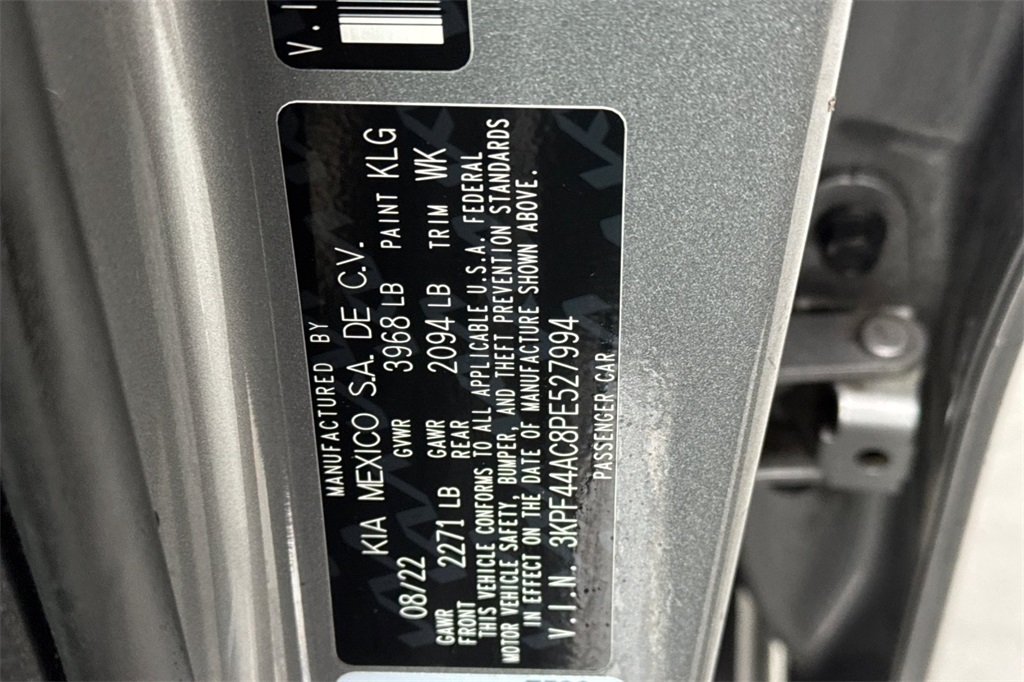 V.I
MANUFACTURED BY
KIA MEXICO S.A. DE C.V.
08/22 GVWR 3968 LB PAINT KLG
GAWR FRONT 2271 LB GAWR REAR 2094 LB TRIM WK
THIS VEHICLE CONFORMS TO ALL APPLICABLE U.S.A. FEDERAL
MOTOR VEHICLE SAFETY, BUMPER, AND THEFT PREVENTION STANDARDS
IN EFFECT ON THE DATE OF MANUFACTURE SHOWN ABOVE.
V.I.N. 3KPF44AC8PE527994
PASSENGER CAR